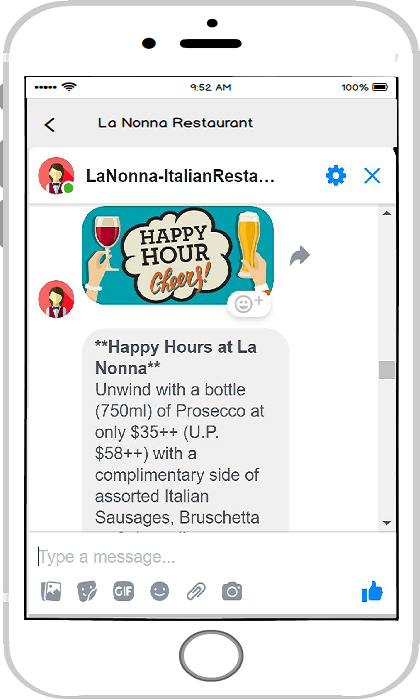 9:52 AM
100%
La Nonna Restaurant
LaNonna-ItalianResta...
HAPPY
HOUR
Cheers!
**Happy Hours at La
Nonna**
Unwind with a bottle
(750ml) of Prosecco at
only $35++ (U.P.
$58++) with a
complimentary side of
assorted Italian
Sausages, Bruschetta
Type a message...
GIF